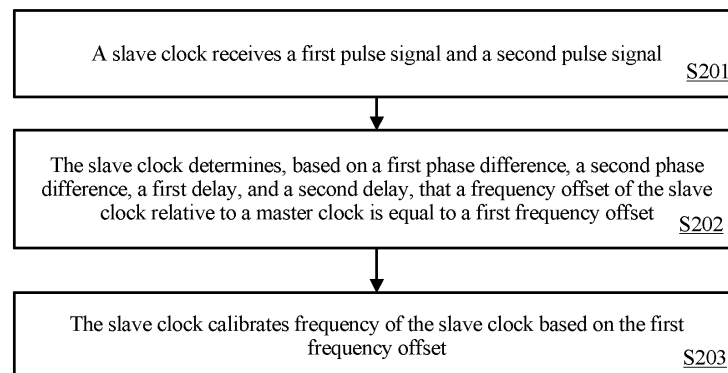 A slave clock receives a first pulse signal and a second pulse signal
S201
The slave clock determines, based on a first phase difference, a second phase
difference, a first delay, and a second delay, that a frequency offset of the slave
clock relative to a master clock is equal to a first frequency offset
S202
The slave clock calibrates frequency of the slave clock based on the first
frequency offset
S203